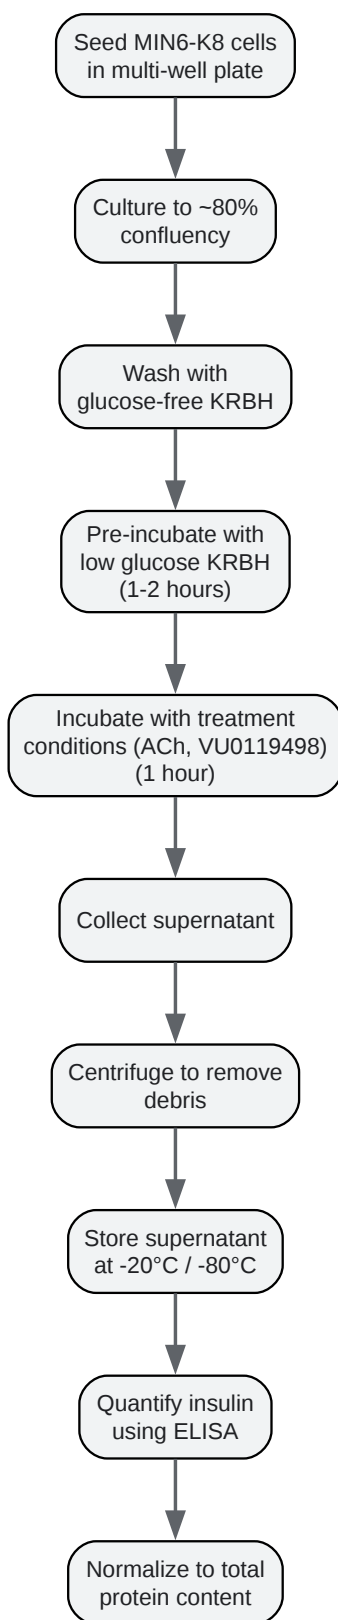 Seed MIN6-K8 cells
in multi-well plate
Culture to ~80%
confluency
Wash with
glucose-free KRBH
Pre-incubate with
low glucose KRBH
(1-2 hours)
Incubate with treatment
conditions (ACh, VU0119498)
(1 hour)
Collect supernatant
Centrifuge to remove
debris
Store supernatant
at -20°C / -80°C
Quantify insulin
using ELISA
Normalize to total
protein content